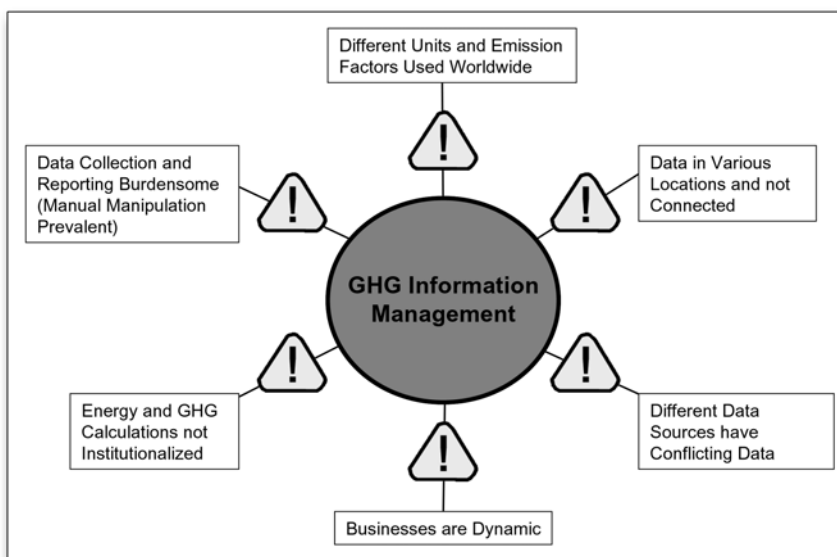 Different Units and Emission
Factors Used Worldwide
Data Collection and
Reporting Burdensome
(Manual Manipulation
Prevalent)
Data in Various
Locations and not
Connected
GHG Information
Management
Energy and GHG
Calculations not
Institutionalized
Different Data
Sources have
Conflicting Data
Businesses are Dynamic
!
!
!
!
!
!